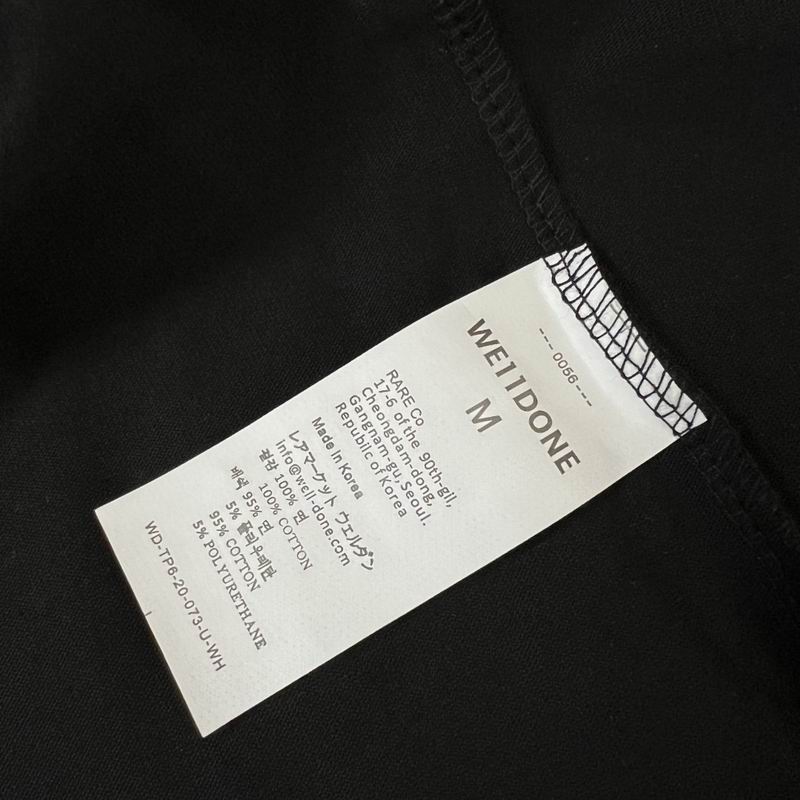 --- 0056 ---
WE11DONE
M
RARE Co
17-6 of the 90th-gil,
Cheongdam-dong,
Gangnam-gu, Seoul.
Republic of Korea
Made in Korea
レアマーケット ウェルダン
info@well-done.com
겉감 100% 면
100% COTTON
배색 95% 면
5% 폴리우레탄
95% COTTON
5% POLYURETHANE
WD-TP6-20-073-U-WH